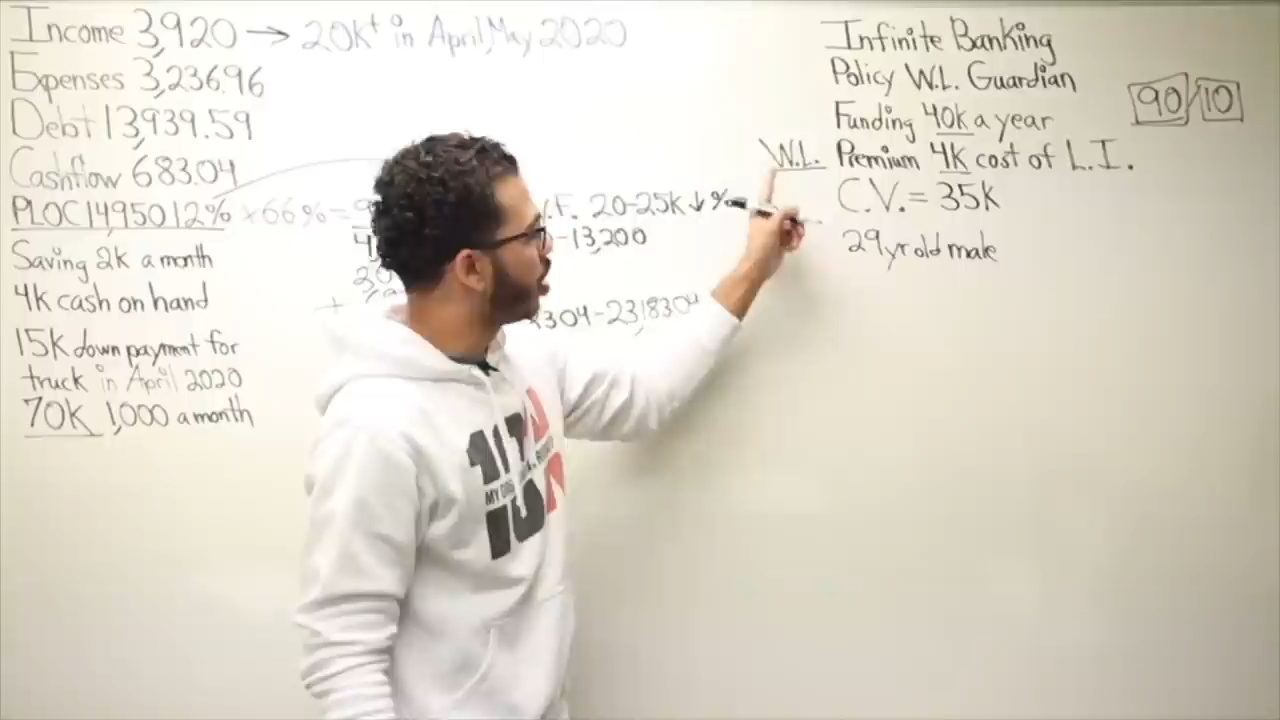 Income 3,920 → 20k+ in April, May 2020
Expenses 3,236.96
Debt 13,939.59
Cashflow 683.04
PLOC 14,950 12% × 66% =
Saving 2k a month
4K cash on hand
15K down payment for
truck in April 2020
70K 1,000 a month
.F. 20-25K ↓ %
-13,200
+
304-23,18304
Infinite Banking
Policy W.L. Guardian
Funding 40k a year
W.L. Premium 4K cost of L.I.
C.V. = 35k
29 yr old male
90/10